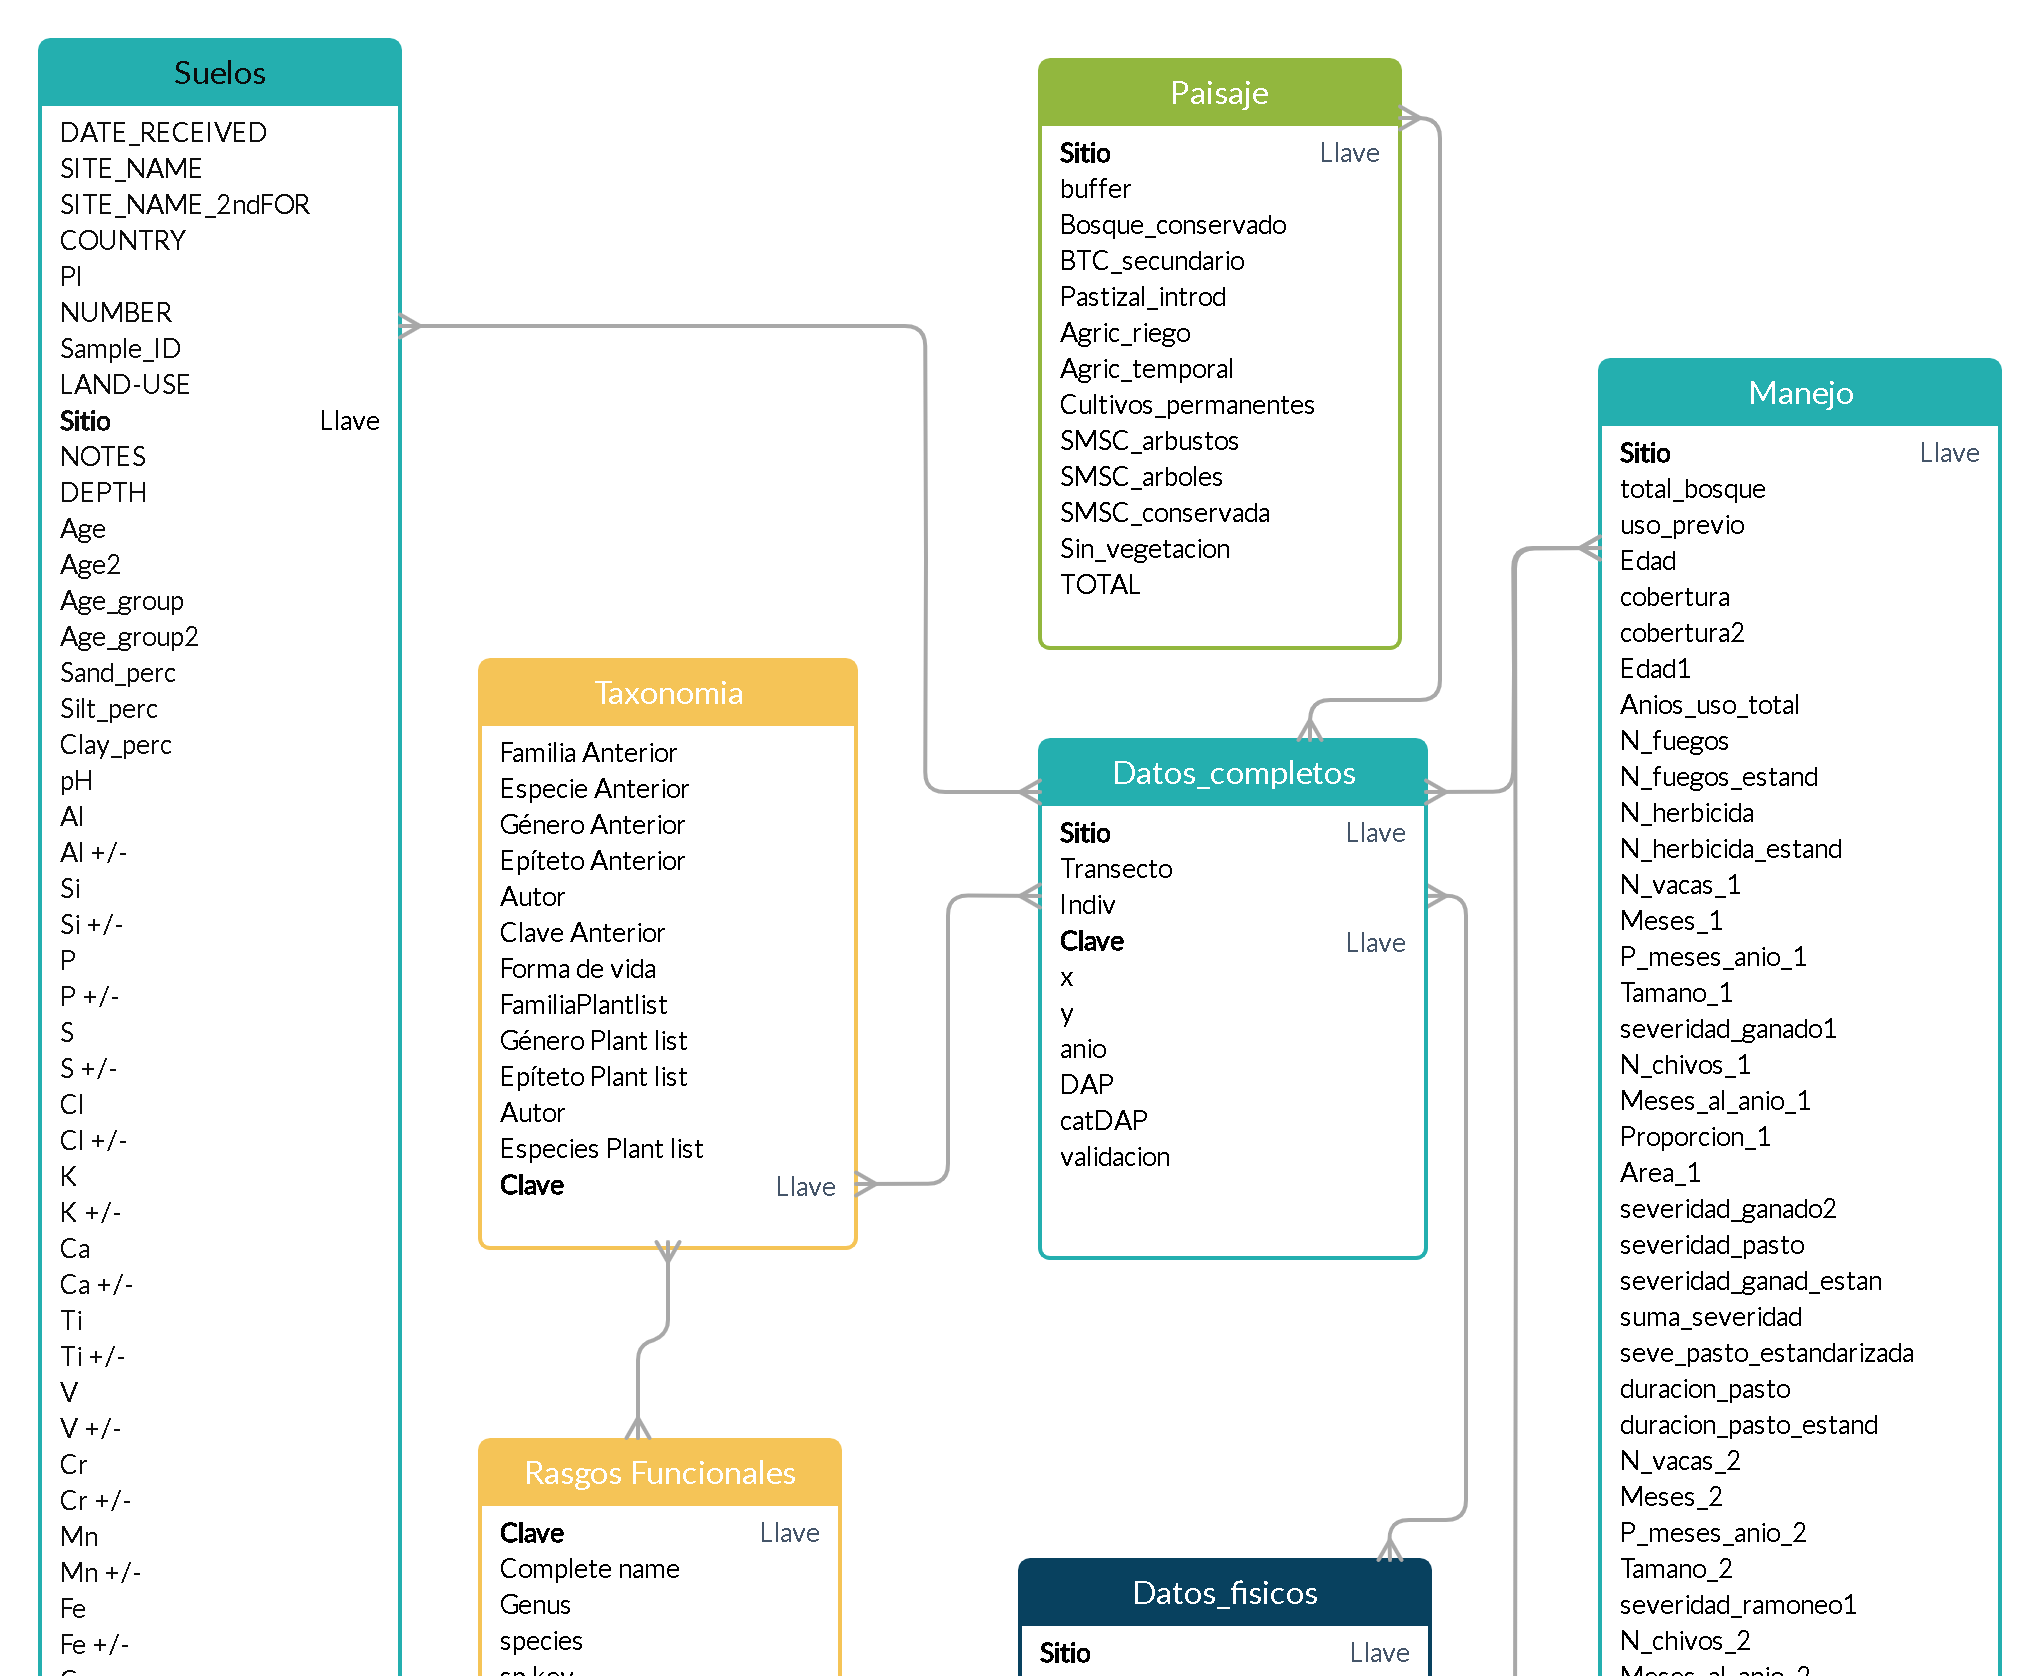 Suelos
DATE_RECEIVED
SITE_NAME
SITE_NAME_2ndFOR
COUNTRY
PI
NUMBER
Sample_ID
LAND-USE
Sitio Llave
NOTES
DEPTH
Age
Age2
Age_group
Age_group2
Sand_perc
Silt_perc
Clay_perc
pH
Al
Al +/-
Si
Si +/-
P
P +/-
S
S +/-
Cl
Cl +/-
K
K +/-
Ca
Ca +/-
Ti
Ti +/-
V
V +/-
Cr
Cr +/-
Mn
Mn +/-
Fe
Fe +/-
Taxonomia
Familia Anterior
Especie Anterior
Género Anterior
Epíteto Anterior
Autor
Clave Anterior
Forma de vida
FamiliaPlantlist
Género Plant list
Epíteto Plant list
Autor
Especies Plant list
Clave Llave
Rasgos Funcionales
Clave Llave
Complete name
Genus
species
sp key
Paisaje
Sitio Llave
buffer
Bosque_conservado
BTC_secundario
Pastizal_introd
Agric_riego
Agric_temporal
Cultivos_permanentes
SMSC_arbustos
SMSC_arboles
SMSC_conservada
Sin_vegetacion
TOTAL
Datos_completos
Sitio Llave
Transecto
Indiv
Clave Llave
x
y
anio
DAP
catDAP
validacion
Datos_fisicos
Sitio Llave
Manejo
Sitio Llave
total_bosque
uso_previo
Edad
cobertura
cobertura2
Edad1
Anios_uso_total
N_fuegos
N_fuegos_estand
N_herbicida
N_herbicida_estand
N_vacas_1
Meses_1
P_meses_anio_1
Tamano_1
severidad_ganado1
N_chivos_1
Meses_al_anio_1
Proporcion_1
Area_1
severidad_ganado2
severidad_pasto
severidad_ganad_estan
suma_severidad
seve_pasto_estandarizada
duracion_pasto
duracion_pasto_estand
N_vacas_2
Meses_2
P_meses_anio_2
Tamano_2
severidad_ramoneo1
N_chivos_2
Meses_al_anio_2